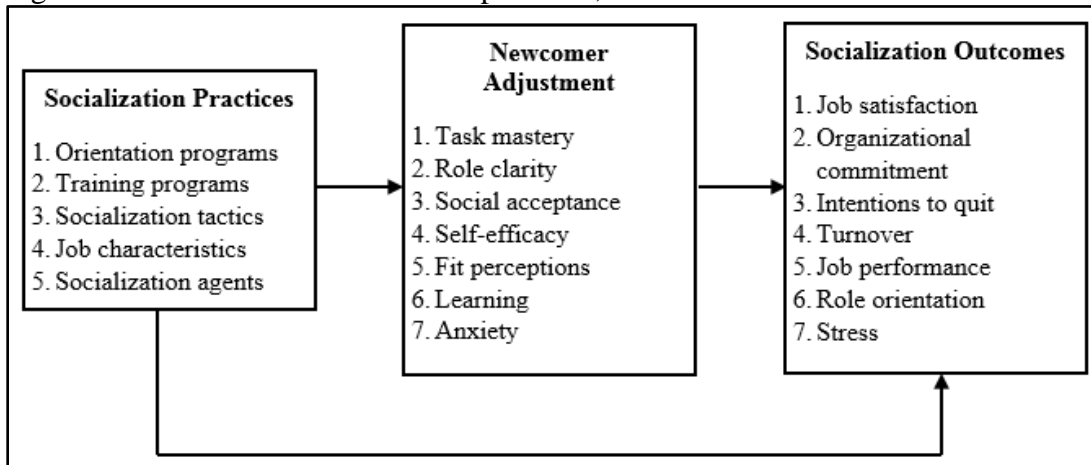 Socialization Practices
1. Orientation programs
2. Training programs
3. Socialization tactics
4. Job characteristics
5. Socialization agents
Newcomer
Adjustment
1. Task mastery
2. Role clarity
3. Social acceptance
4. Self-efficacy
5. Fit perceptions
6. Learning
7. Anxiety
Socialization Outcomes
1. Job satisfaction
2. Organizational
commitment
3. Intentions to quit
4. Turnover
5. Job performance
6. Role orientation
7. Stress